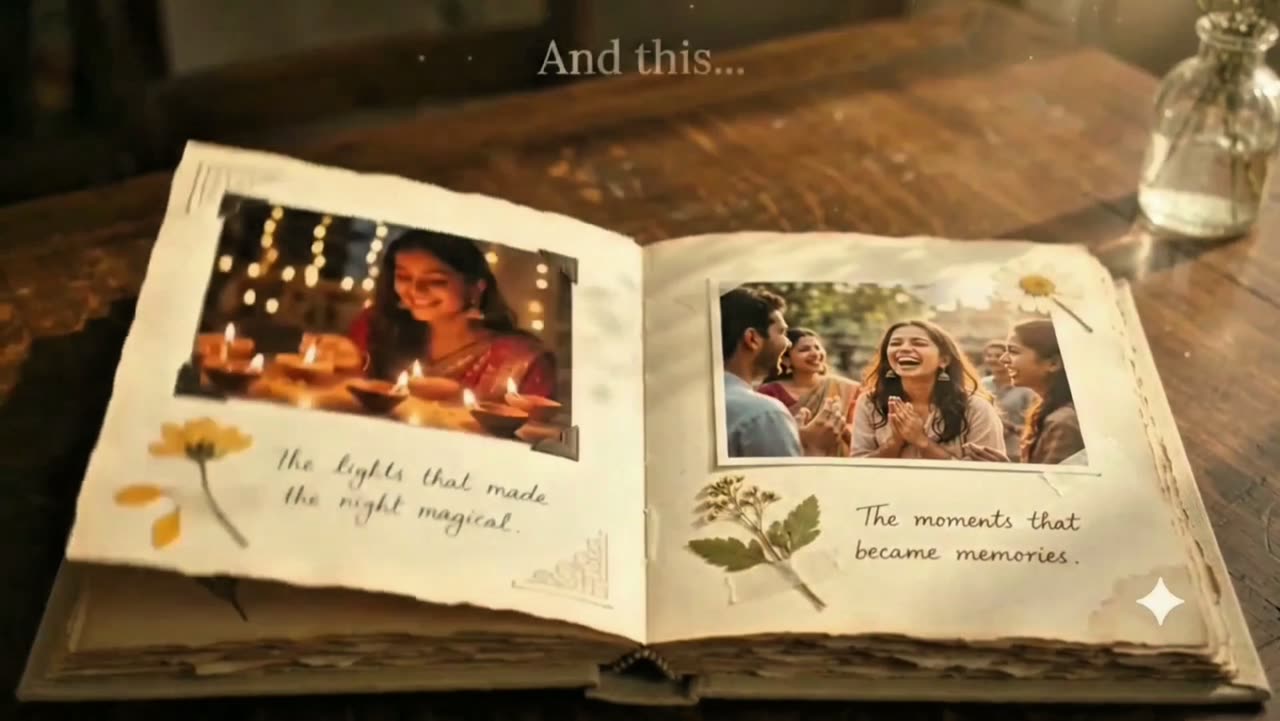 And this...
The lights that made
the night magical.
The moments that
became memories.